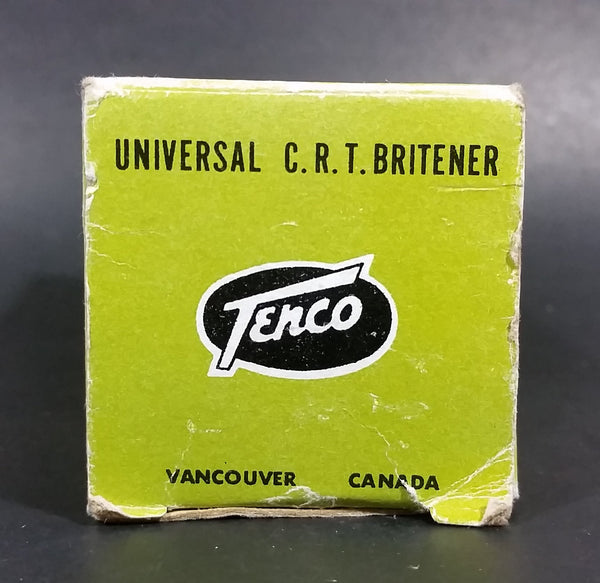 UNIVERSAL C.R.T. BRITENER
Tenco
VANCOUVER CANADA